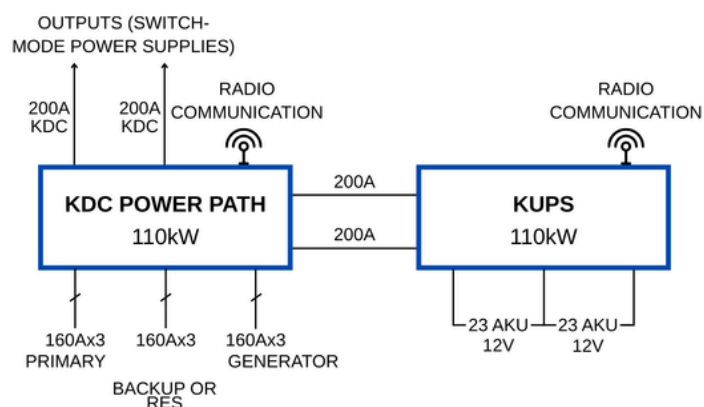 OUTPUTS (SWITCH-
MODE POWER SUPPLIES)
200A
KDC
200A
KDC
RADIO
COMMUNICATION
RADIO
COMMUNICATION
KDC POWER PATH
110kW
200A
200A
KUPS
110kW
160Ax3
PRIMARY
160Ax3
BACKUP OR
RES
160Ax3
GENERATOR
23 AKU
12V
23 AKU
12V